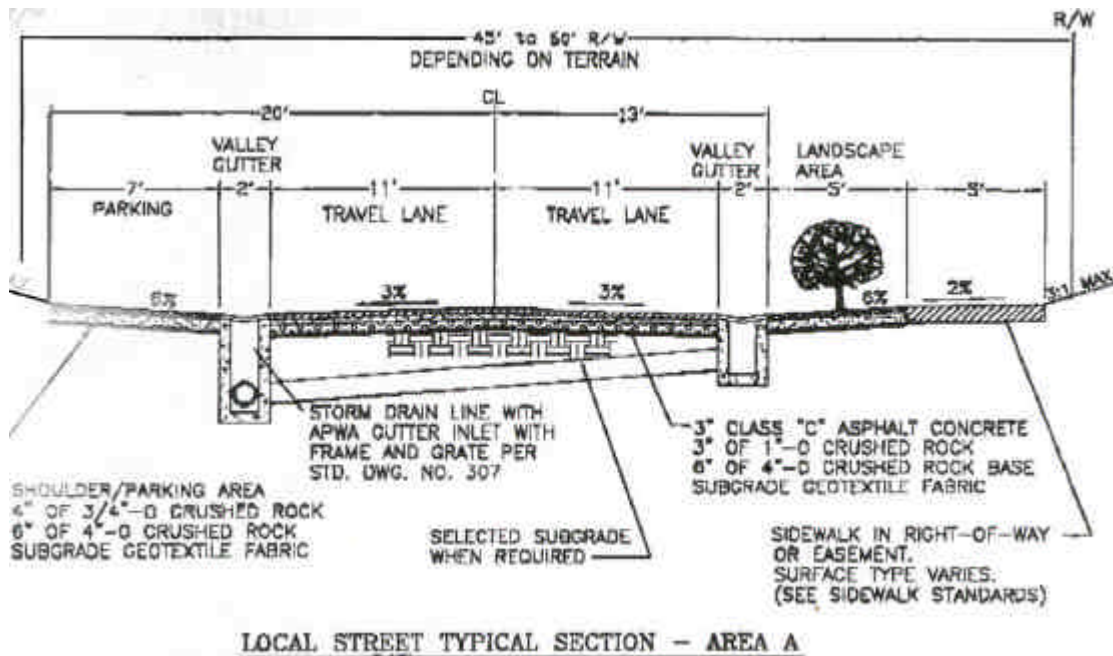 R/W
45' to 60' R/W
DEPENDING ON TERRAIN
CL
20'
13'
VALLEY
GUTTER
VALLEY
GUTTER
LANDSCAPE
AREA
7'
2'
11'
11'
2'
5'
5'
PARKING
TRAVEL LANE
TRAVEL LANE
6%
3%
3%
6%
2%
3:1 MAX
STORM DRAIN LINE WITH
APWA GUTTER INLET WITH
FRAME AND GRATE PER
STD. DWG. NO. 307
3" CLASS "C" ASPHALT CONCRETE
3" OF 1"-0 CRUSHED ROCK
6" OF 4"-0 CRUSHED ROCK BASE
SUBGRADE GEOTEXTILE FABRIC
SHOULDER/PARKING AREA
4" OF 3/4"-0 CRUSHED ROCK
6" OF 4"-0 CRUSHED ROCK
SUBGRADE GEOTEXTILE FABRIC
SELECTED SUBGRADE
WHEN REQUIRED
SIDEWALK IN RIGHT-OF-WAY
OR EASEMENT.
SURFACE TYPE VARIES.
(SEE SIDEWALK STANDARDS)
LOCAL STREET TYPICAL SECTION - AREA A